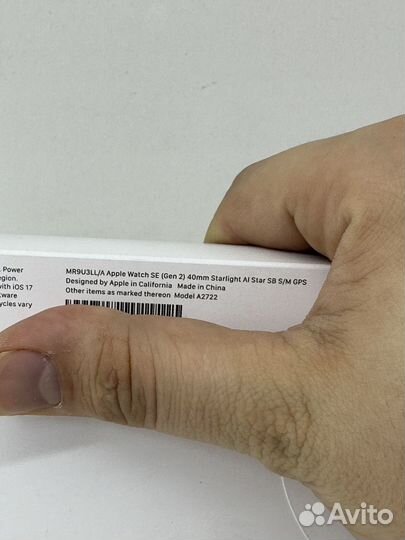 . Power
egion.
with iOS 17
tware
cycles vary
MR9U3LL/A Apple Watch SE (Gen 2) 40mm Starlight Al Star SB S/M GPS
Designed by Apple in California Made in China
Other items as marked thereon Model A2722
Avito